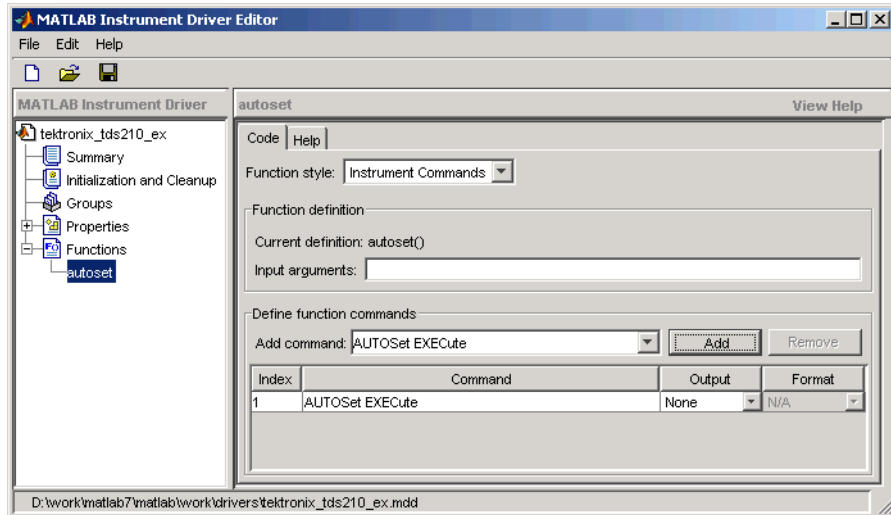 MATLAB Instrument Driver Editor
File Edit Help
MATLAB Instrument Driver
autoset View Help
tektronix_tds210_ex
Summary
Initialization and Cleanup
Groups
Properties
Functions
autoset
Code Help
Function style: Instrument Commands
Function definition
Current definition: autoset()
Input arguments:
Define function commands
Add command: AUTOSet EXECute Add Remove
Index Command Output Format
1 AUTOSet EXECute None N/A
D:\work\matlab7\matlab\work\drivers\tektronix_tds210_ex.mdd